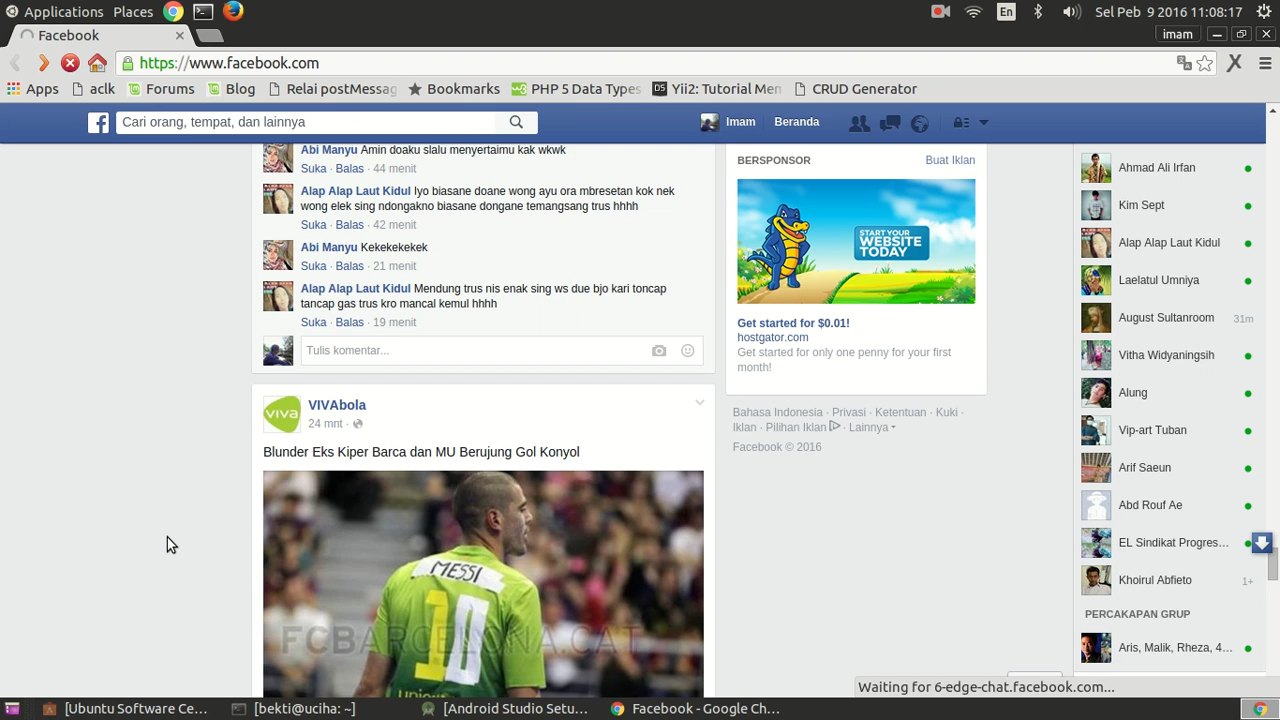 Applications Places En Sel Peb 9 2016 11:08:17
Facebook imam
https://www.facebook.com
Apps aclk Forums Blog Relai postMessag Bookmarks PHP 5 Data Types Yii2: Tutorial Men CRUD Generator
Cari orang, tempat, dan lainnya Imam Beranda
Abi Manyu Amin doaku slalu menyertaimu kak wkwk
Suka · Balas · 44 menit
Alap Alap Laut Kidul Iyo biasane doane wong ayu ora mbresetan kok nek
wong elek sing ndongakno biasane dongane temangsang trus hhhh
Suka · Balas · 42 menit
Abi Manyu Kekekekekek
Suka · Balas · 21 menit
Alap Alap Laut Kidul Mendung trus nis enak sing ws due bjo kari toncap
tancap gas trus kro mancal kemul hhhh
Suka · Balas · 19 menit
Tulis komentar...
VIVA
VIVAbola
24 mnt ·
Blunder Eks Kiper Barca dan MU Berujung Gol Konyol
MESSI
10
FCBARCELONA.CAT
BERSPONSOR Buat Iklan
START YOUR
WEBSITE
TODAY
Get started for $0.01!
hostgator.com
Get started for only one penny for your first
month!
Bahasa Indonesia · Privasi · Ketentuan · Kuki ·
Iklan · Pilihan Iklan · Lainnya
Facebook © 2016
Ahmad Ali Irfan
Kim Sept
Alap Alap Laut Kidul
Laelatul Umniya
August Sultanroom 31m
Vitha Widyaningsih
Alung
Vip-art Tuban
Arif Saeun
Abd Rouf Ae
EL Sindikat Progres...
Khoirul Abfieto 1+
PERCAKAPAN GRUP
Aris, Malik, Rheza, 4...
Waiting for 6-edge-chat.facebook.com...
[Ubuntu Software Ce... [bekti@uciha: ~] [Android Studio Setu... Facebook - Google Ch...